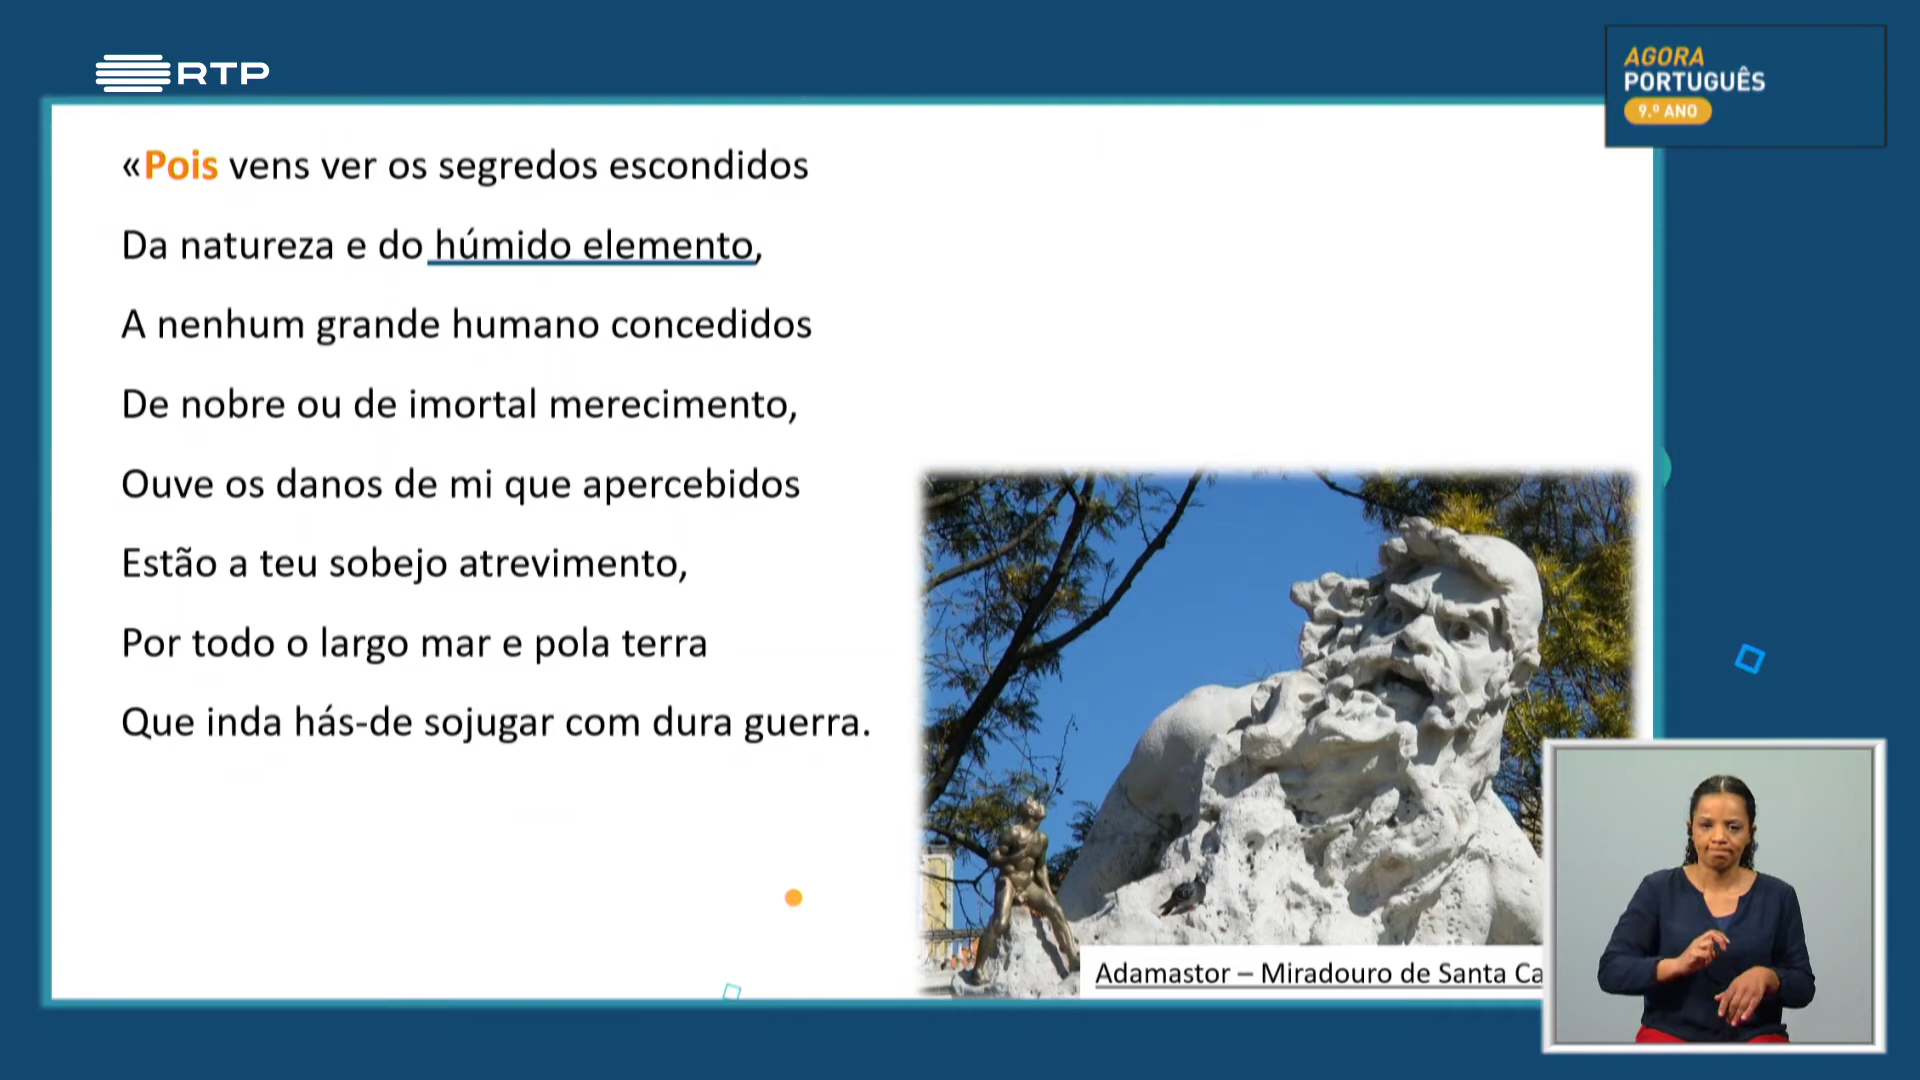 RTP
AGORA
PORTUGUÊS
9.º ANO
«Pois vens ver os segredos escondidos
Da natureza e do húmido elemento,
A nenhum grande humano concedidos
De nobre ou de imortal merecimento,
Ouve os danos de mi que apercebidos
Estão a teu sobejo atrevimento,
Por todo o largo mar e pola terra
Que inda hás-de sojugar com dura guerra.
Adamastor – Miradouro de Santa Ca